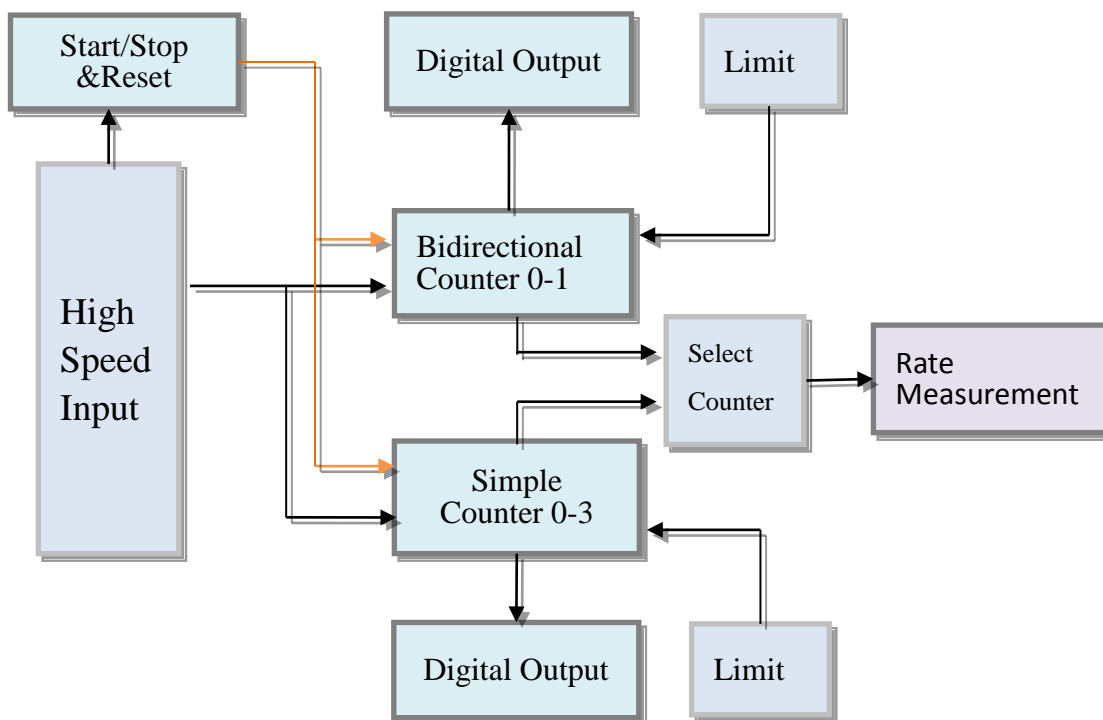 Start/Stop
&Reset
Digital Output
Limit
High
Speed
Input
Bidirectional
Counter 0-1
Select
Counter
Rate
Measurement
Simple
Counter 0-3
Digital Output
Limit